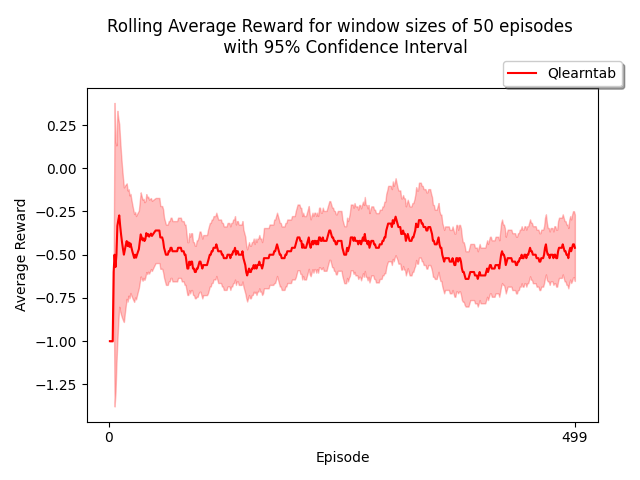 Rolling Average Reward for window sizes of 50 episodes
with 95% Confidence Interval
Qlearntab
0.25
0.00
−0.25
−0.50
−0.75
−1.00
−1.25
Average Reward
0
499
Episode